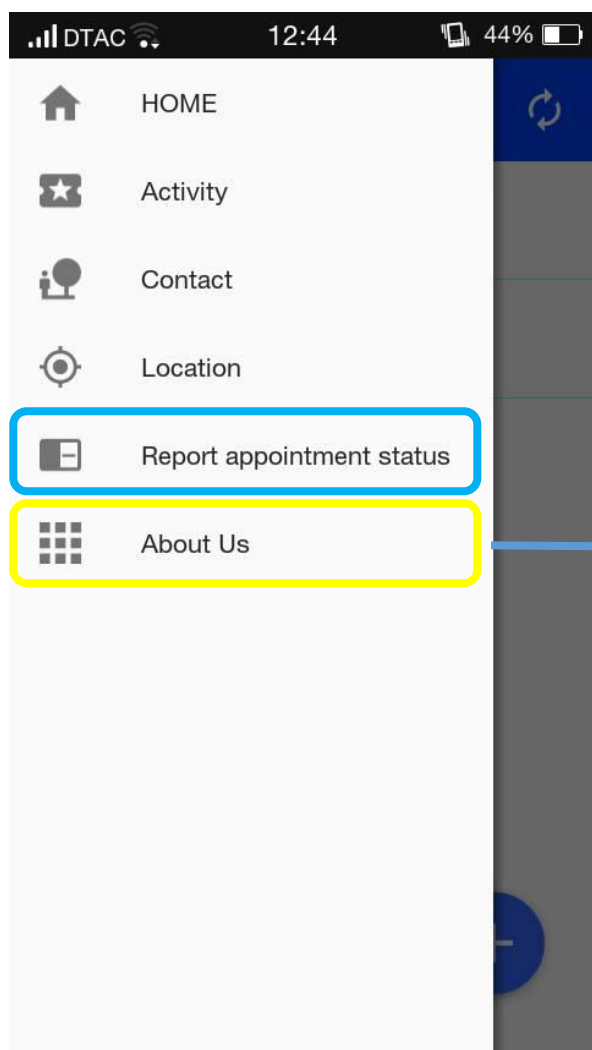 DTAC 12:44 44%
HOME
Activity
Contact
Location
Report appointment status
About Us